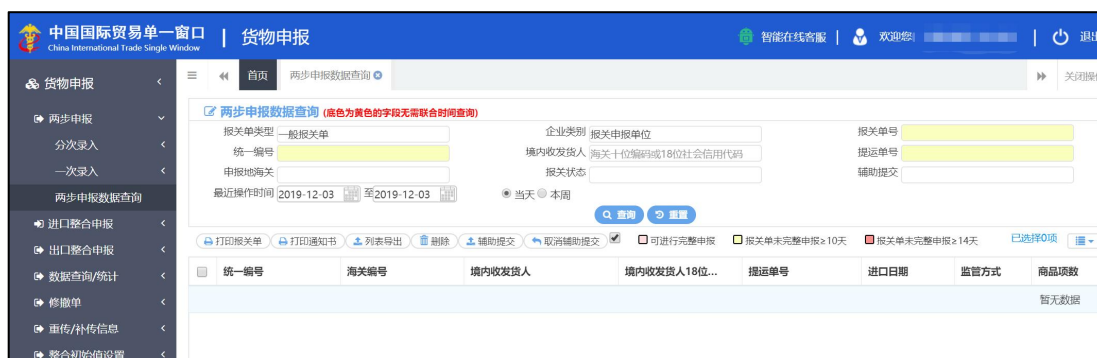 中国国际贸易单一窗口 | 货物申报 智能在线客服 | 欢迎您 | 退出
China International Trade Single Window
货物申报
首页 两步申报数据查询 关闭操
两步申报
分次录入
一次录入
两步申报数据查询
进口整合申报
出口整合申报
数据查询/统计
修撤单
重传/补传信息
整合初始值设置
两步申报数据查询 (底色为黄色的字段无需联合时间查询)
报关单类型 一般报关单 企业类别 报关申报单位 报关单号
统一编号 境内收发货人 海关十位编码或18位社会信用代码 提运单号
申报地海关 报关状态 辅助提交
最近操作时间 2019-12-03 至 2019-12-03 当天 本周
查询 重置
打印报关单 打印通知书 列表导出 删除 辅助提交 取消辅助提交 可进行完整申报 报关单未完整申报≥10天 报关单未完整申报≥14天 已选择0项
统一编号 海关编号 境内收发货人 境内收发货人18位... 提运单号 进口日期 监管方式 商品项数
暂无数据